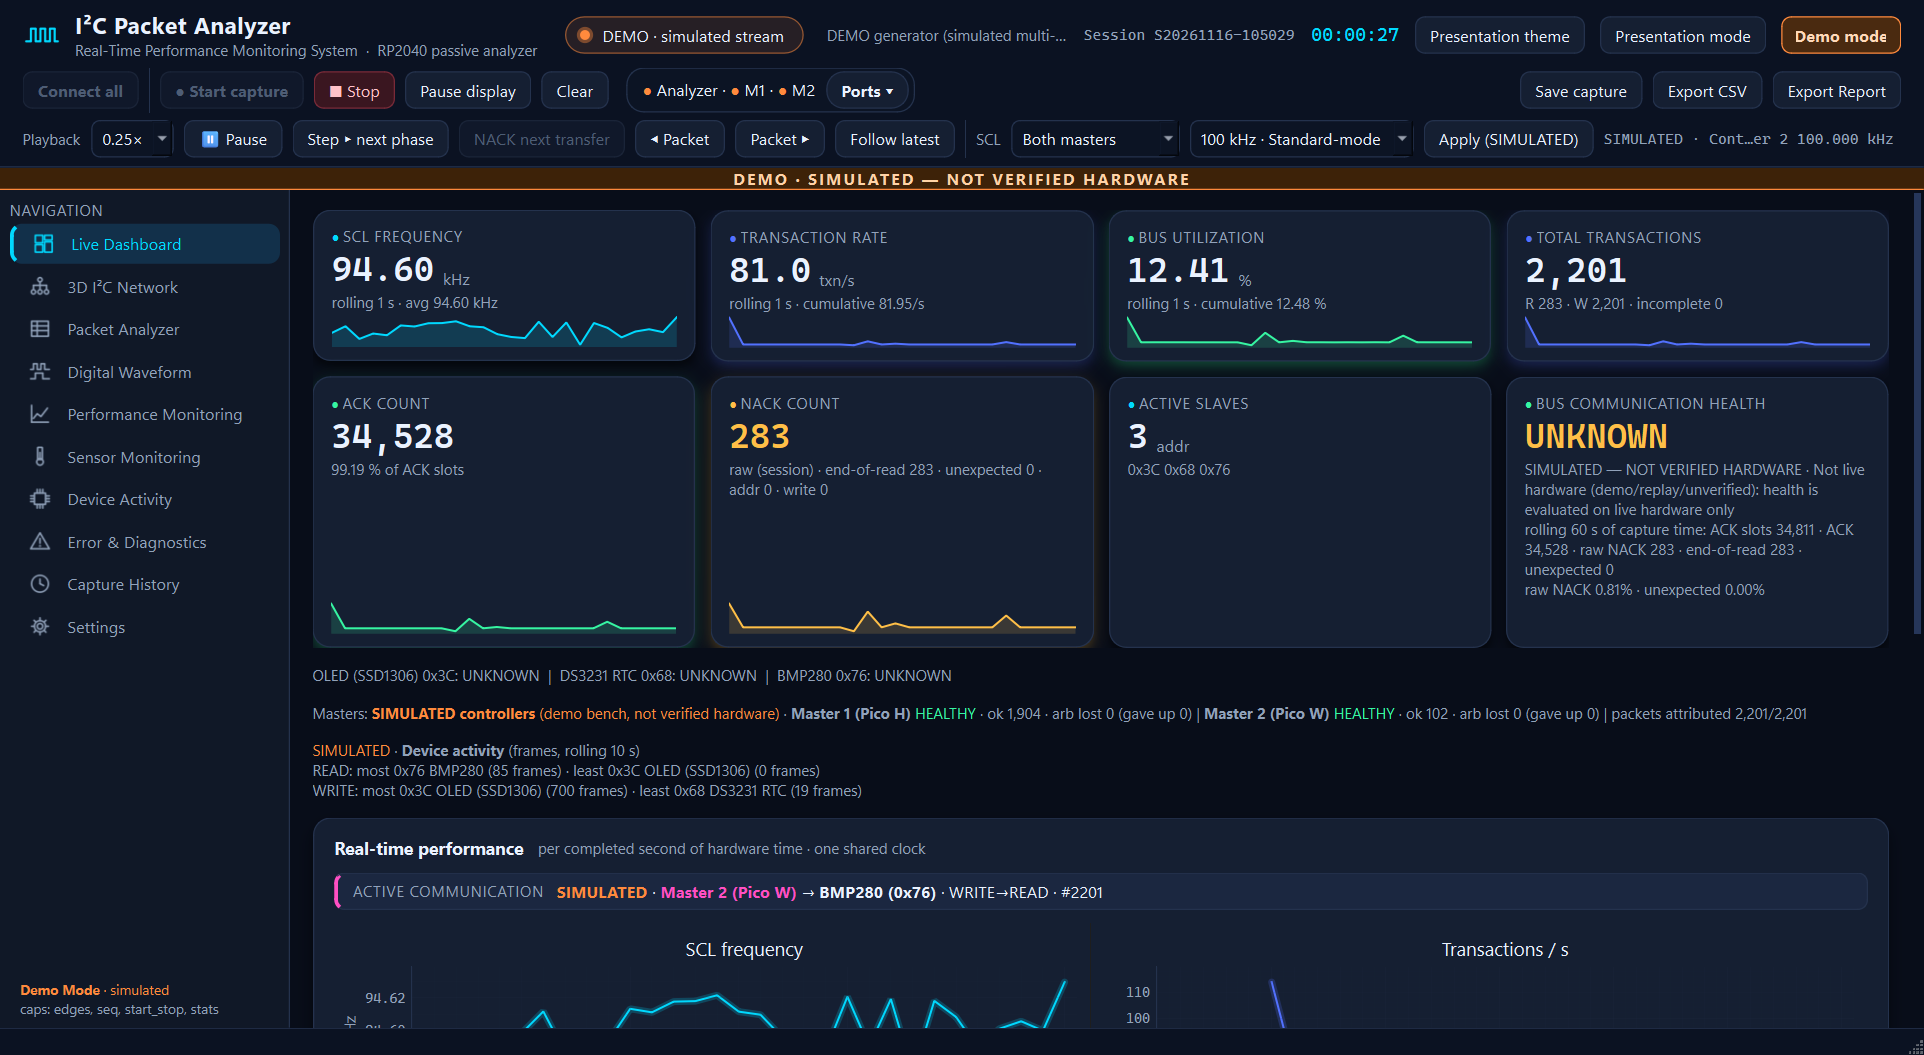 I²C Packet Analyzer
Real-Time Performance Monitoring System · RP2040 passive analyzer
DEMO · simulated stream
DEMO generator (simulated multi-...
Session S20261116-105029
00:00:27
Presentation theme
Presentation mode
Demo mode
Connect all
● Start capture
Stop
Pause display
Clear
● Analyzer · ● M1 · ● M2
Ports ▾
Save capture
Export CSV
Export Report
Playback
0.25×
Pause
Step ▸ next phase
NACK next transfer
◂ Packet
Packet ▸
Follow latest
SCL
Both masters
100 kHz · Standard-mode
Apply (SIMULATED)
SIMULATED · Cont…er 2 100.000 kHz
DEMO · SIMULATED — NOT VERIFIED HARDWARE
NAVIGATION
Live Dashboard
3D I²C Network
Packet Analyzer
Digital Waveform
Performance Monitoring
Sensor Monitoring
Device Activity
Error & Diagnostics
Capture History
Settings
Demo Mode · simulated
caps: edges, seq, start_stop, stats
● SCL FREQUENCY
94.60 kHz
rolling 1 s · avg 94.60 kHz
● TRANSACTION RATE
81.0 txn/s
rolling 1 s · cumulative 81.95/s
● BUS UTILIZATION
12.41 %
rolling 1 s · cumulative 12.48 %
● TOTAL TRANSACTIONS
2,201
R 283 · W 2,201 · incomplete 0
● ACK COUNT
34,528
99.19 % of ACK slots
● NACK COUNT
283
raw (session) · end-of-read 283 · unexpected 0 ·
addr 0 · write 0
● ACTIVE SLAVES
3 addr
0x3C 0x68 0x76
● BUS COMMUNICATION HEALTH
UNKNOWN
SIMULATED — NOT VERIFIED HARDWARE · Not live
hardware (demo/replay/unverified): health is
evaluated on live hardware only
rolling 60 s of capture time: ACK slots 34,811 · ACK
34,528 · raw NACK 283 · end-of-read 283 ·
unexpected 0
raw NACK 0.81% · unexpected 0.00%
OLED (SSD1306) 0x3C: UNKNOWN | DS3231 RTC 0x68: UNKNOWN | BMP280 0x76: UNKNOWN
Masters: SIMULATED controllers (demo bench, not verified hardware) · Master 1 (Pico H) HEALTHY · ok 1,904 · arb lost 0 (gave up 0) | Master 2 (Pico W) HEALTHY · ok 102 · arb lost 0 (gave up 0) | packets attributed 2,201/2,201
SIMULATED · Device activity (frames, rolling 10 s)
READ: most 0x76 BMP280 (85 frames) · least 0x3C OLED (SSD1306) (0 frames)
WRITE: most 0x3C OLED (SSD1306) (700 frames) · least 0x68 DS3231 RTC (19 frames)
Real-time performance per completed second of hardware time · one shared clock
ACTIVE COMMUNICATION SIMULATED · Master 2 (Pico W) → BMP280 (0x76) · WRITE→READ · #2201
SCL frequency
94.62
Transactions / s
110
100